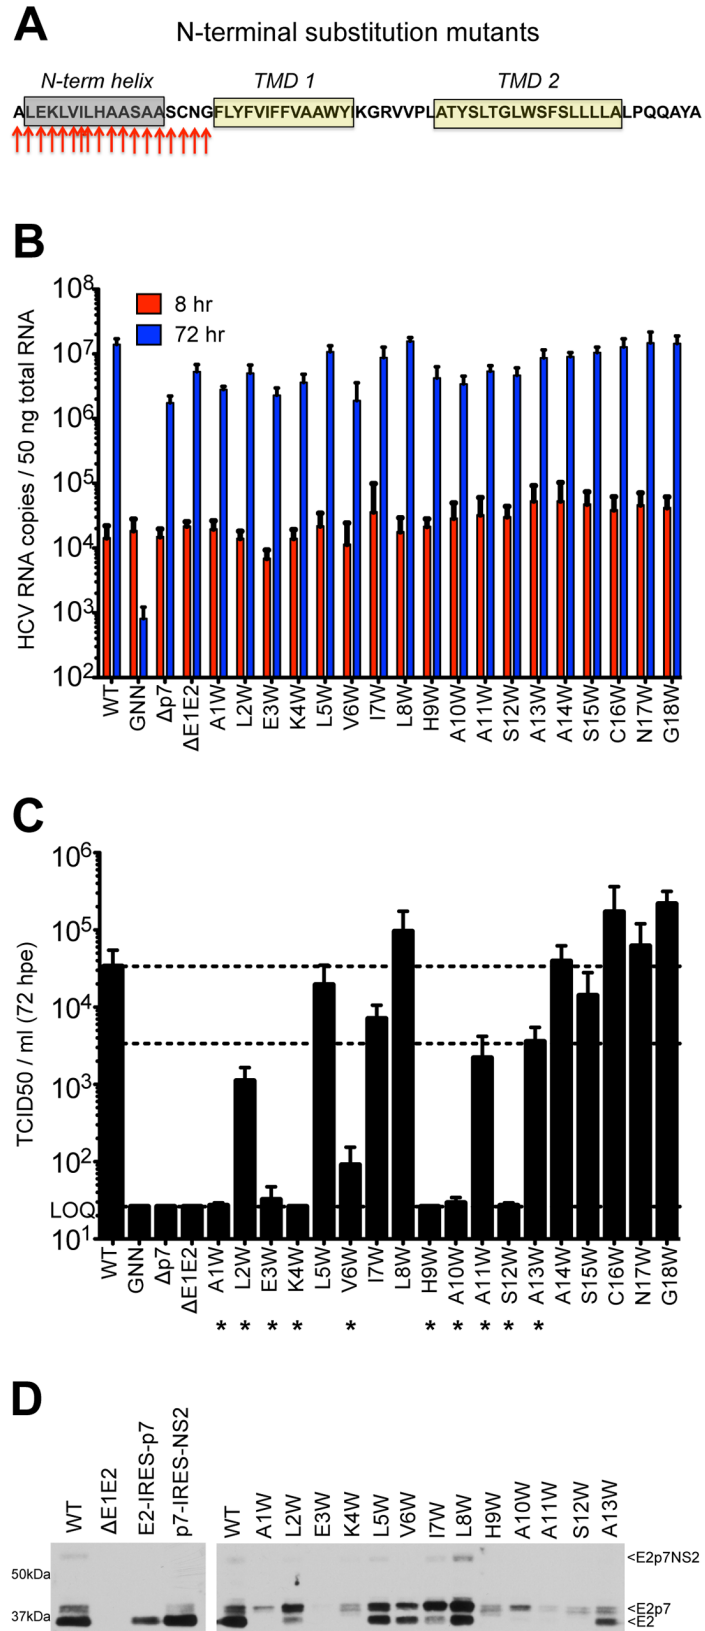 A
N-terminal substitution mutants
N-term helix TMD 1 TMD 2
ALEKLVILHAASAASCNGFLYFVIFFVAAWYIKGRVVPLATYSLTGLWSFSLLLLALPQQAYA
B
HCV RNA copies / 50 ng total RNA
10⁸
10⁷
10⁶
10⁵
10⁴
10³
10²
8 hr
72 hr
WT GNN Δp7 ΔE1E2 A1W L2W E3W K4W L5W V6W I7W L8W H9W A10W A11W S12W A13W A14W S15W C16W N17W G18W
C
TCID50 / ml (72 hpe)
10⁶
10⁵
10⁴
10³
10²
LOQ
10¹
WT GNN Δp7 ΔE1E2 A1W L2W E3W K4W L5W V6W I7W L8W H9W A10W A11W S12W A13W A14W S15W C16W N17W G18W
* * * * * * * * * *
D
WT ΔE1E2 E2-IRES-p7 p7-IRES-NS2 WT A1W L2W E3W K4W L5W V6W I7W L8W H9W A10W A11W S12W A13W
<E2p7NS2
50kDa
<E2p7
37kDa
<E2